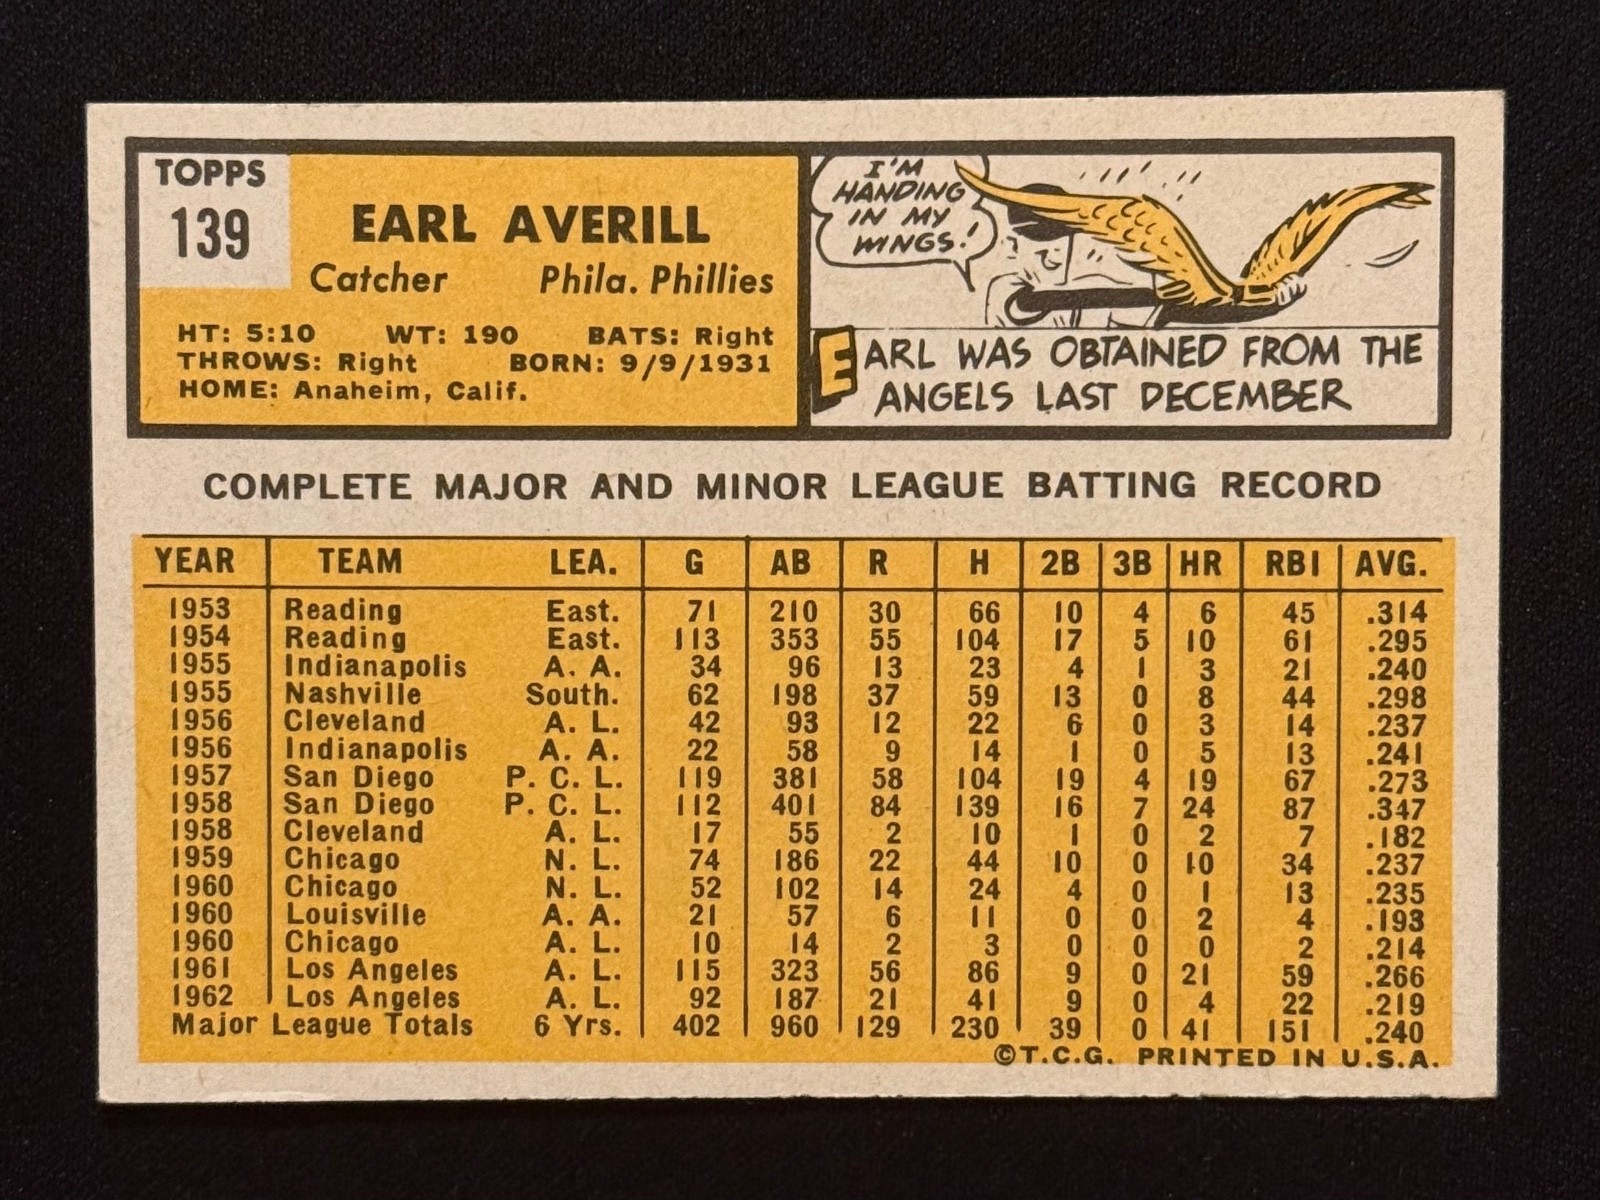 TOPPS
139
EARL AVERILL
Catcher Phila. Phillies
HT: 5:10 WT: 190 BATS: Right
THROWS: Right BORN: 9/9/1931
HOME: Anaheim, Calif.
I'M
HANDING
IN MY
WINGS!
EARL WAS OBTAINED FROM THE
ANGELS LAST DECEMBER
COMPLETE MAJOR AND MINOR LEAGUE BATTING RECORD
YEAR TEAM LEA. G AB R H 2B 3B HR RBI AVG.
1953 Reading East. 71 210 30 66 10 4 6 45 .314
1954 Reading East. 113 353 55 104 17 5 10 61 .295
1955 Indianapolis A. A. 34 96 13 23 4 1 3 21 .240
1955 Nashville South. 62 198 37 59 13 0 8 44 .298
1956 Cleveland A. L. 42 93 12 22 6 0 3 14 .237
1956 Indianapolis A. A. 22 58 9 14 1 0 5 13 .241
1957 San Diego P. C. L. 119 381 58 104 19 4 19 67 .273
1958 San Diego P. C. L. 112 401 84 139 16 7 24 87 .347
1958 Cleveland A. L. 17 55 2 10 1 0 2 7 .182
1959 Chicago N. L. 74 186 22 44 10 0 10 34 .237
1960 Chicago N. L. 52 102 14 24 4 0 1 13 .235
1960 Louisville A. A. 21 57 6 11 0 0 2 4 .193
1960 Chicago A. L. 10 14 2 3 0 0 0 2 .214
1961 Los Angeles A. L. 115 323 56 86 9 0 21 59 .266
1962 Los Angeles A. L. 92 187 21 41 9 0 4 22 .219
Major League Totals 6 Yrs. 402 960 129 230 39 0 41 151 .240
©T.C.G. PRINTED IN U.S.A.